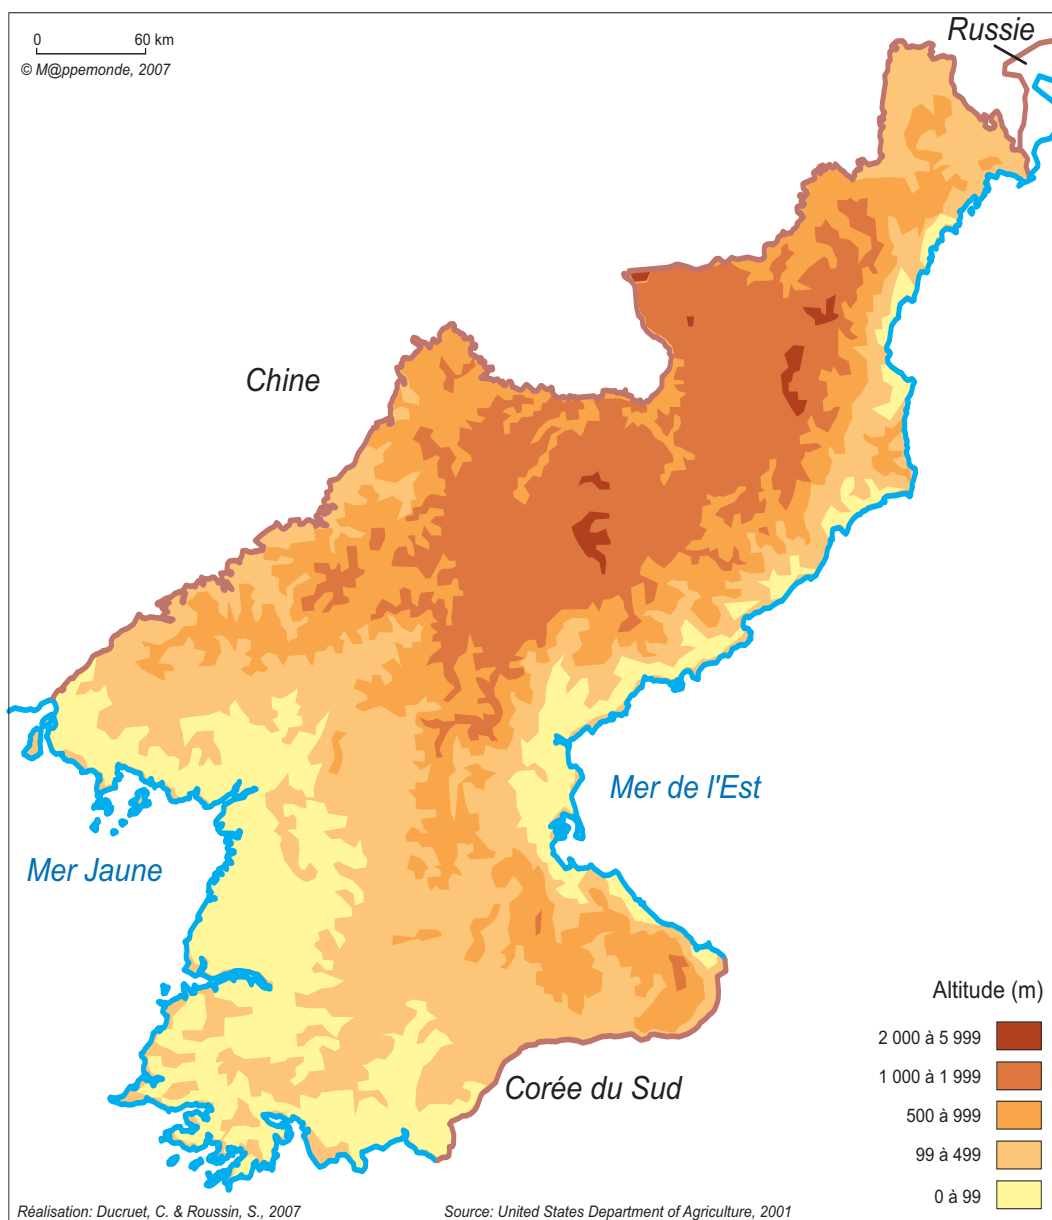 Russie
0 60 km
© M@ppemonde, 2007
Chine
Mer de l'Est
Mer Jaune
Altitude (m)
2 000 à 5 999
1 000 à 1 999
500 à 999
99 à 499
0 à 99
Corée du Sud
Réalisation: Ducruet, C. & Roussin, S., 2007
Source: United States Department of Agriculture, 2001